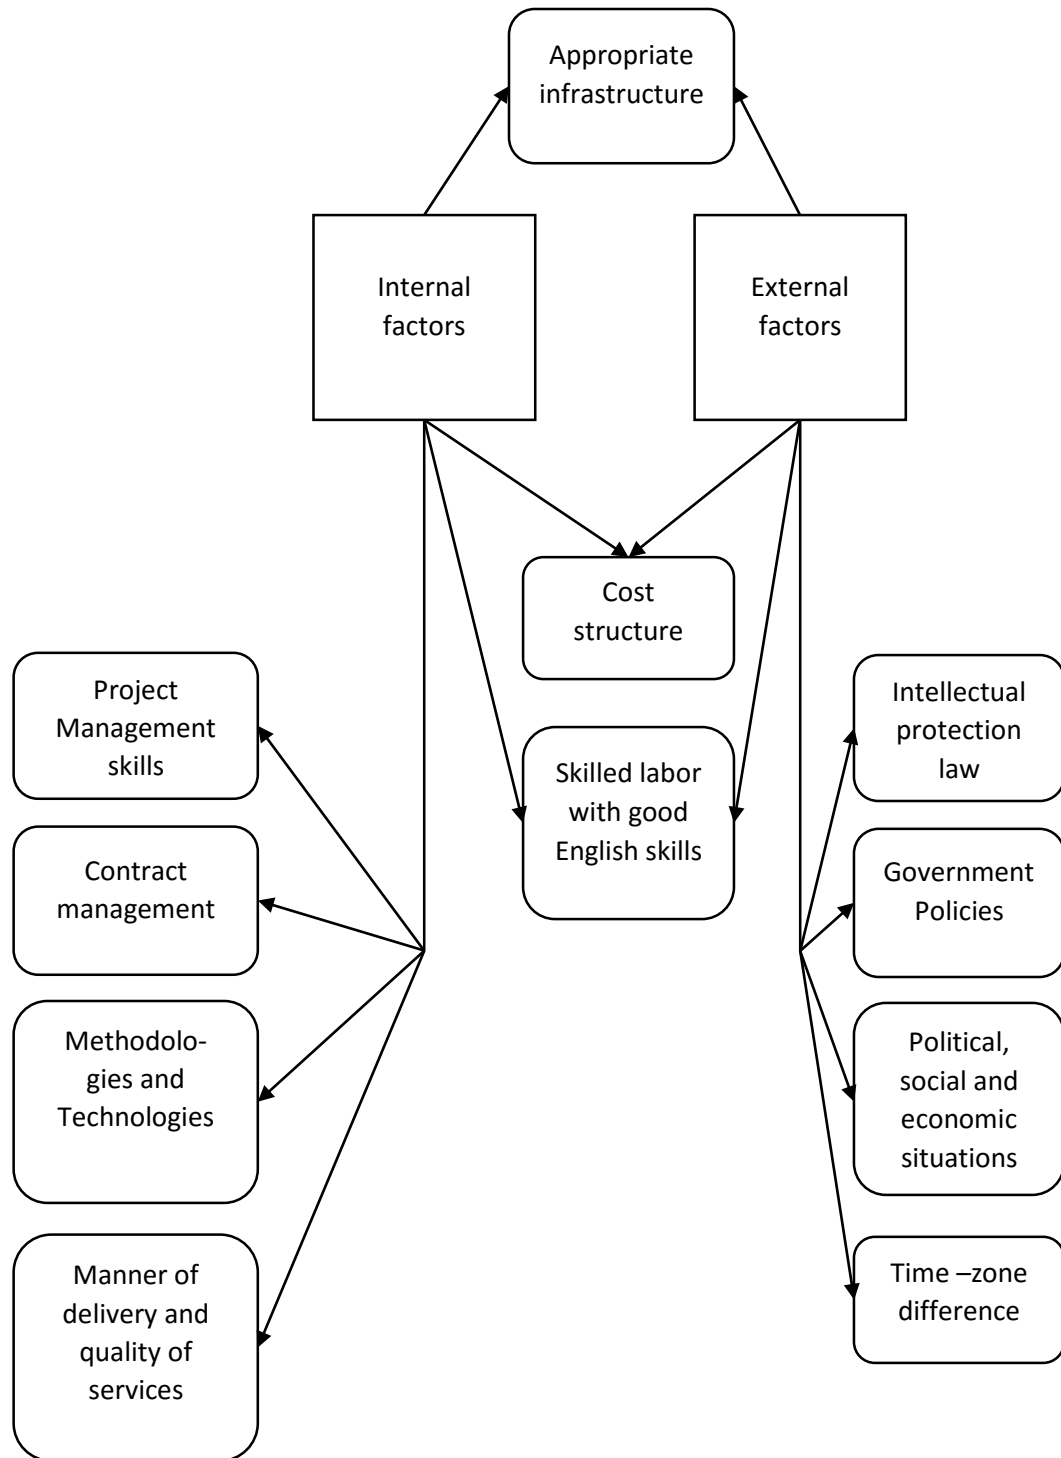 Appropriate
infrastructure
Internal
factors
External
factors
Cost
structure
Project
Management
skills
Intellectual
protection
law
Skilled labor
with good
English skills
Contract
management
Government
Policies
Methodolo-
gies and
Technologies
Political,
social and
economic
situations
Manner of
delivery and
quality of
services
Time –zone
difference